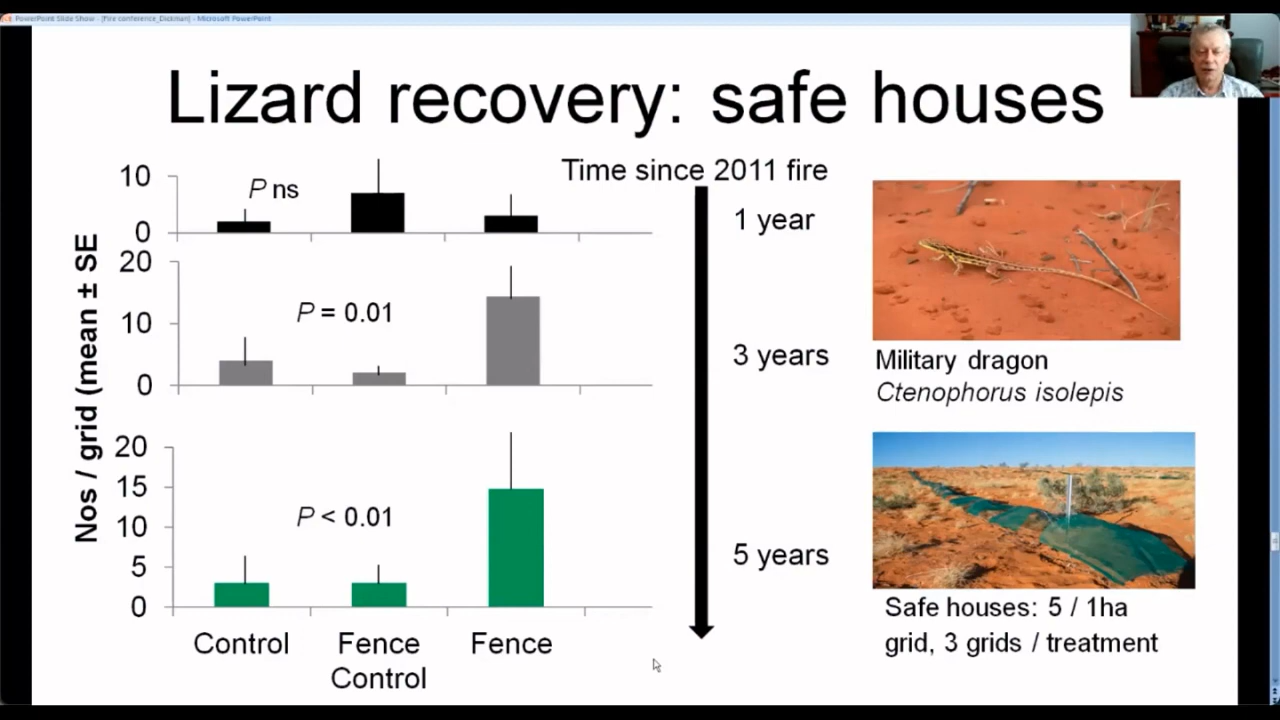 PowerPoint Slide Show - [Fire conference_Dickman] - Microsoft PowerPoint
Lizard recovery: safe houses
Time since 2011 fire
Nos / grid (mean ± SE
10
0
P ns
1 year
20
10
0
P = 0.01
3 years
Military dragon
Ctenophorus isolepis
20
15
10
5
0
P < 0.01
5 years
Control
Fence
Control
Fence
Safe houses: 5 / 1ha
grid, 3 grids / treatment